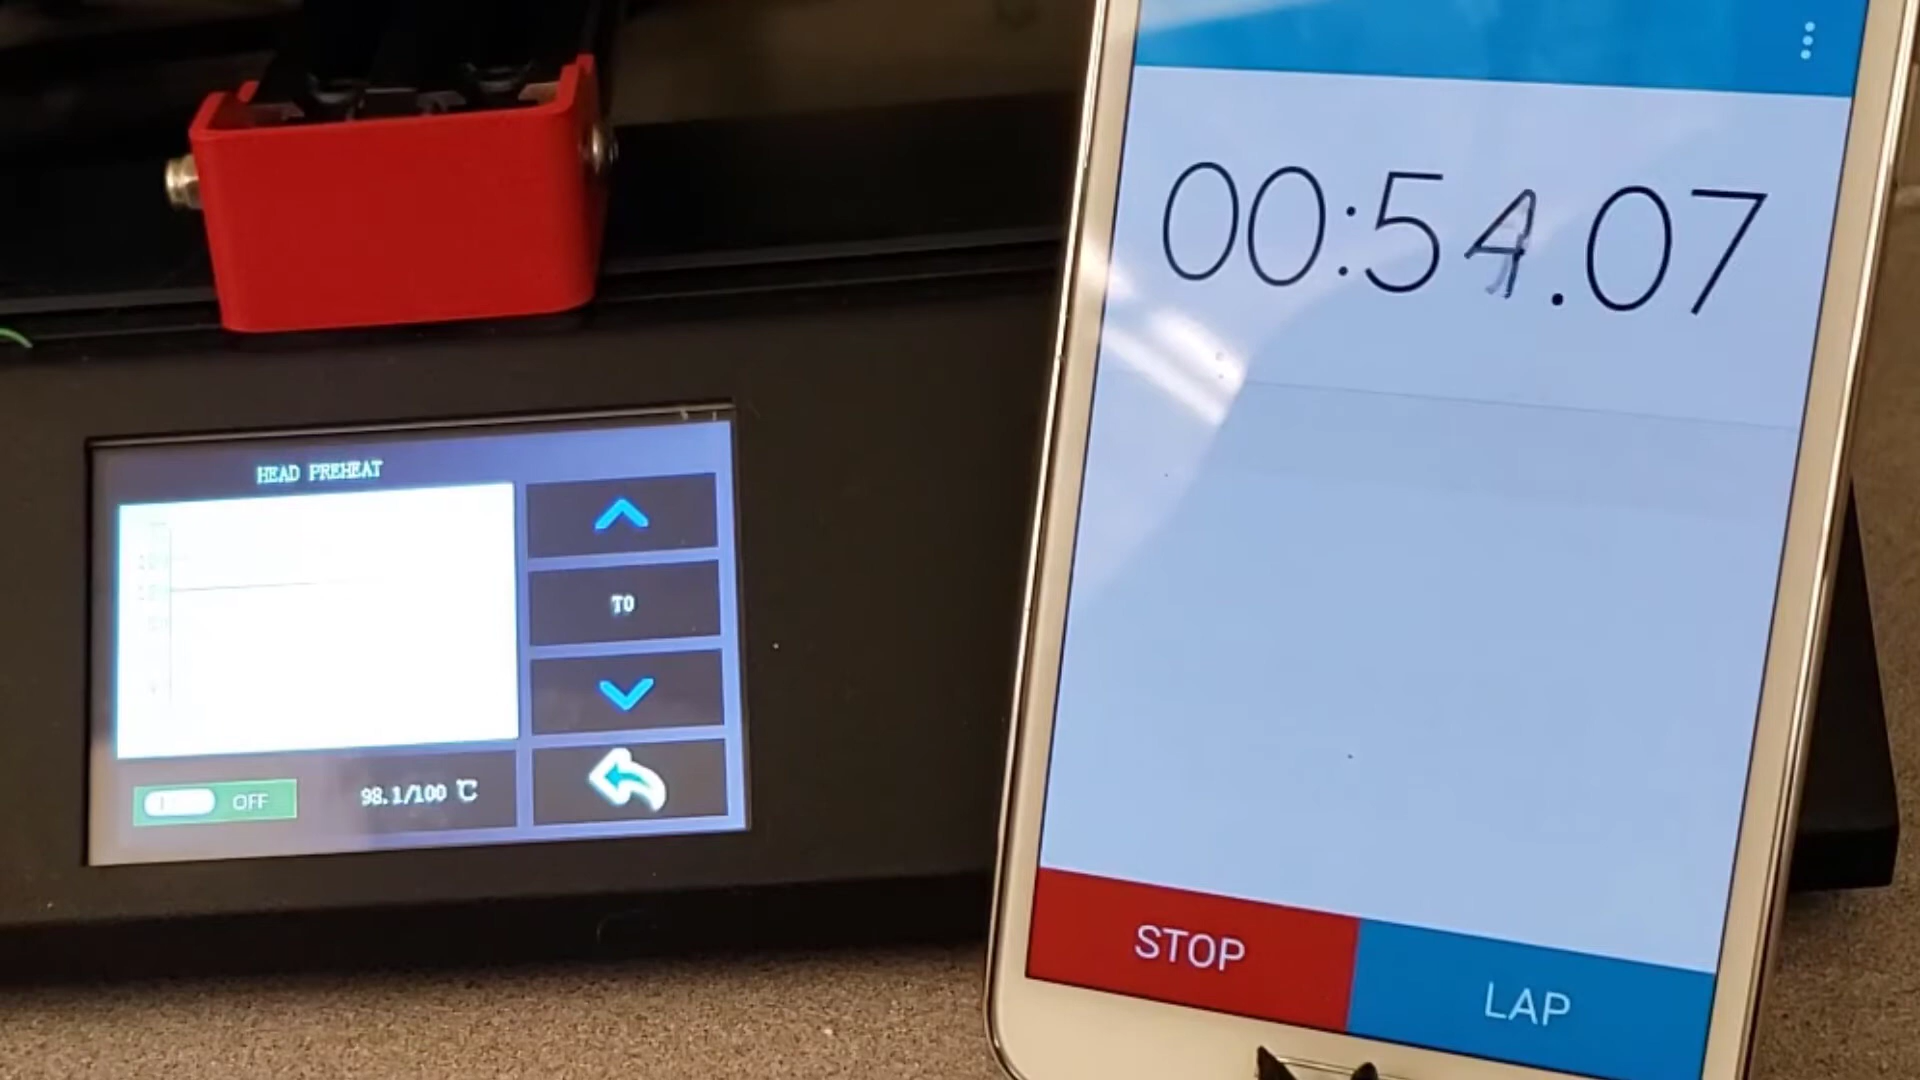 HEAD PREHEAT
T0
OFF
98.1/100 ℃
00:54.07
STOP
LAP